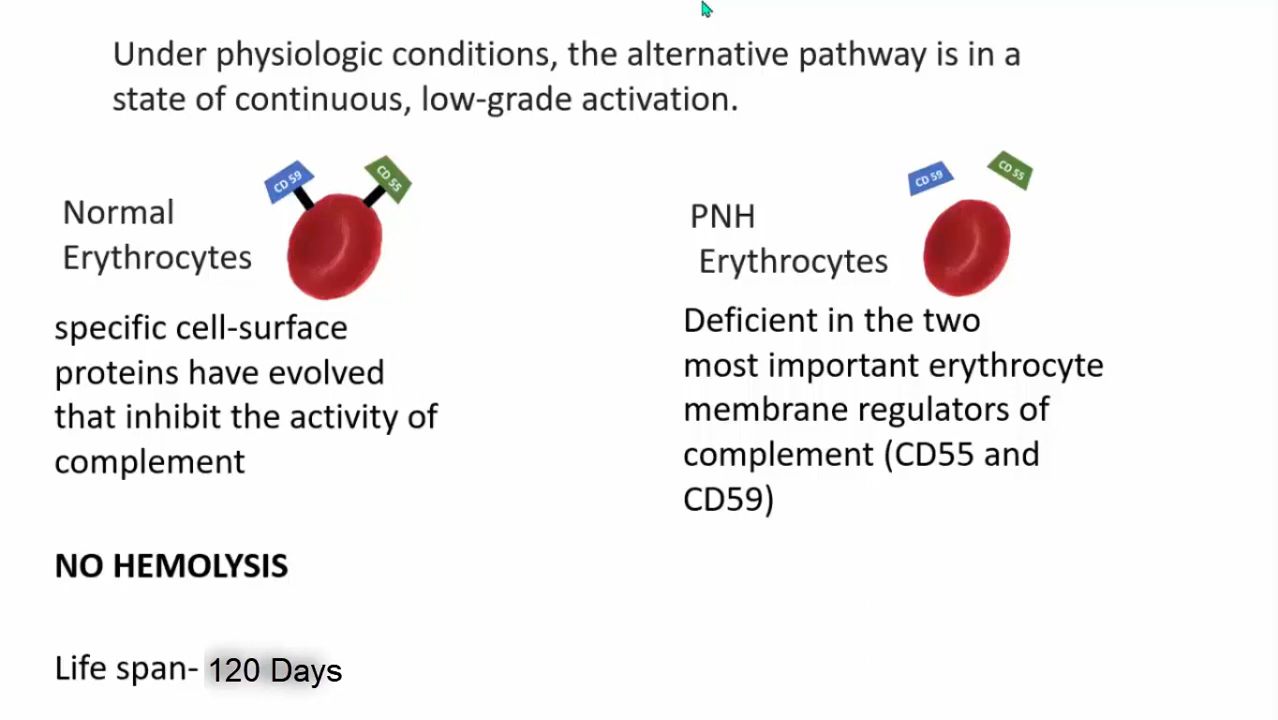 Under physiologic conditions, the alternative pathway is in a
state of continuous, low-grade activation.
CD 59
CD 55
Normal
Erythrocytes
specific cell-surface
proteins have evolved
that inhibit the activity of
complement
NO HEMOLYSIS
Life span- 120 Days
CD 59
CD 55
PNH
Erythrocytes
Deficient in the two
most important erythrocyte
membrane regulators of
complement (CD55 and
CD59)